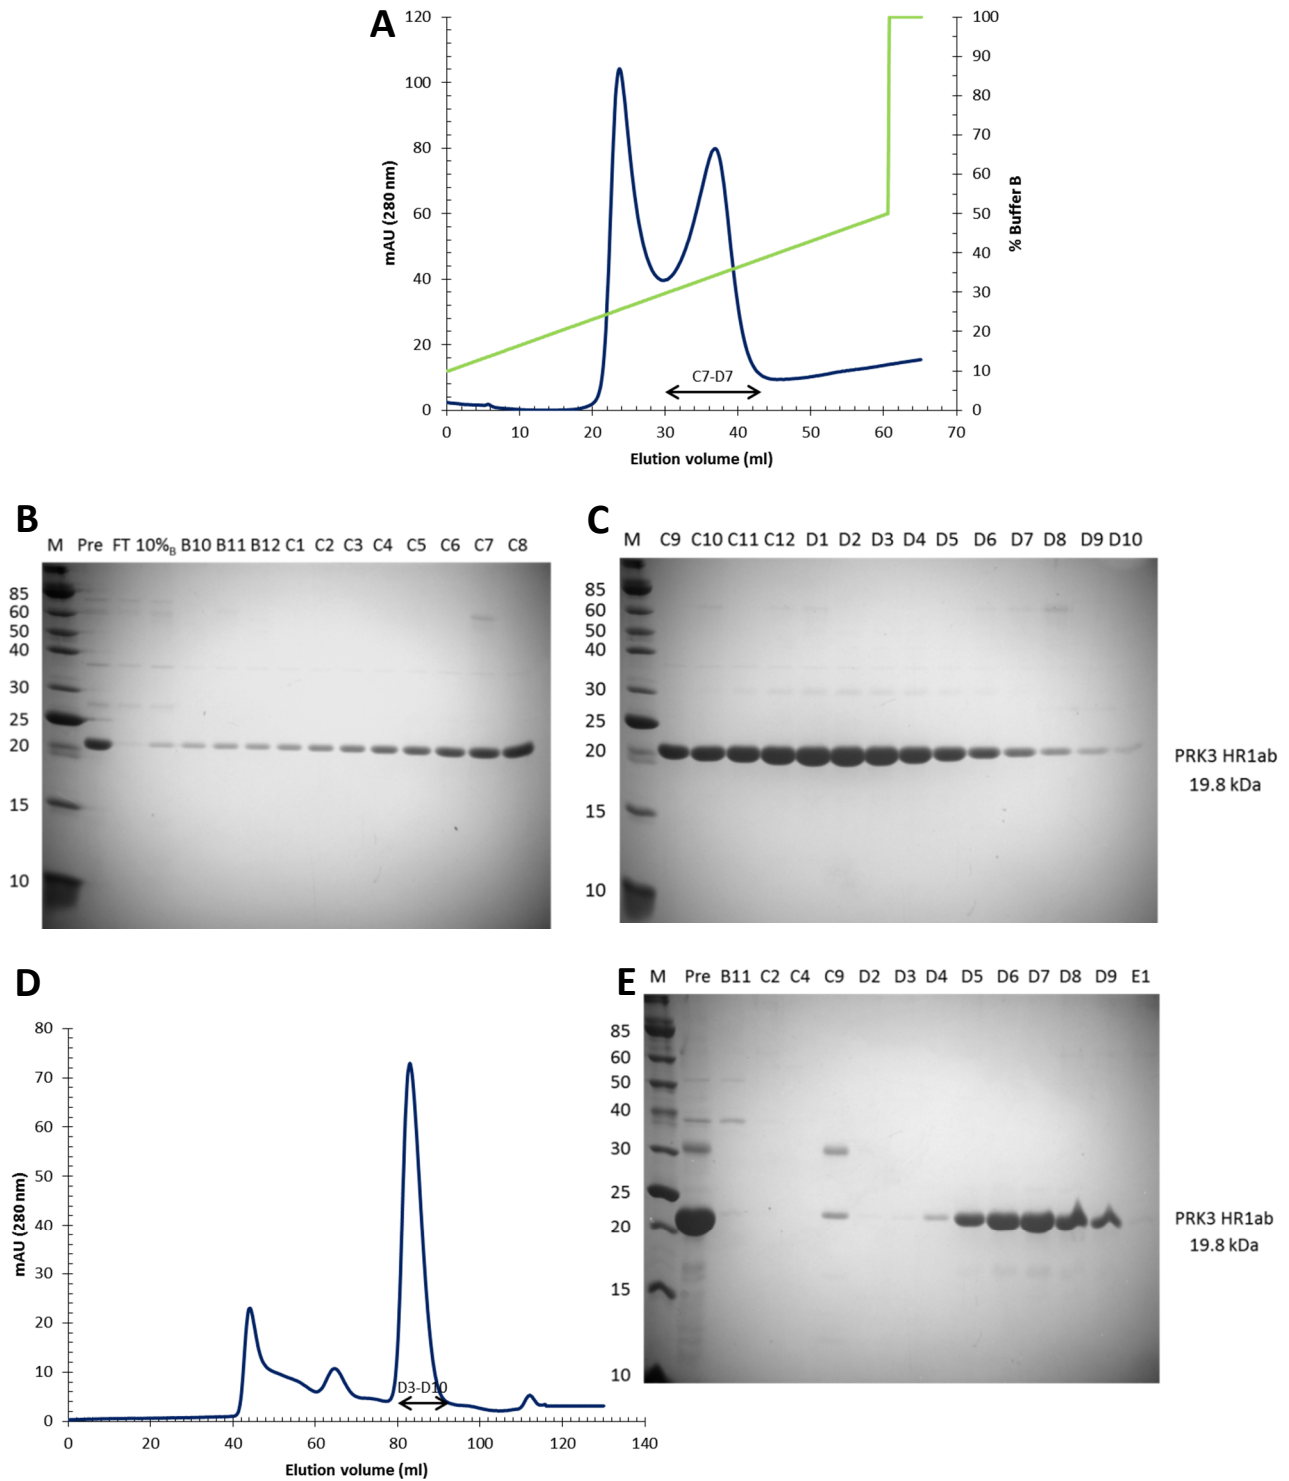 A
120
100
80
60
40
20
0
mAU (280 nm)
100
90
80
70
60
50
40
30
20
10
0
% Buffer B
C7-D7
0 10 20 30 40 50 60 70
Elution volume (ml)
B
M Pre FT 10%B B10 B11 B12 C1 C2 C3 C4 C5 C6 C7 C8
85
60
50
40
30
25
20
15
10
C
M C9 C10 C11 C12 D1 D2 D3 D4 D5 D6 D7 D8 D9 D10
85
60
50
40
30
25
20
15
10
PRK3 HR1ab
19.8 kDa
D
80
70
60
50
40
30
20
10
0
mAU (280 nm)
D3-D10
0 20 40 60 80 100 120 140
Elution volume (ml)
E
M Pre B11 C2 C4 C9 D2 D3 D4 D5 D6 D7 D8 D9 E1
85
60
50
40
30
25
20
15
10
PRK3 HR1ab
19.8 kDa